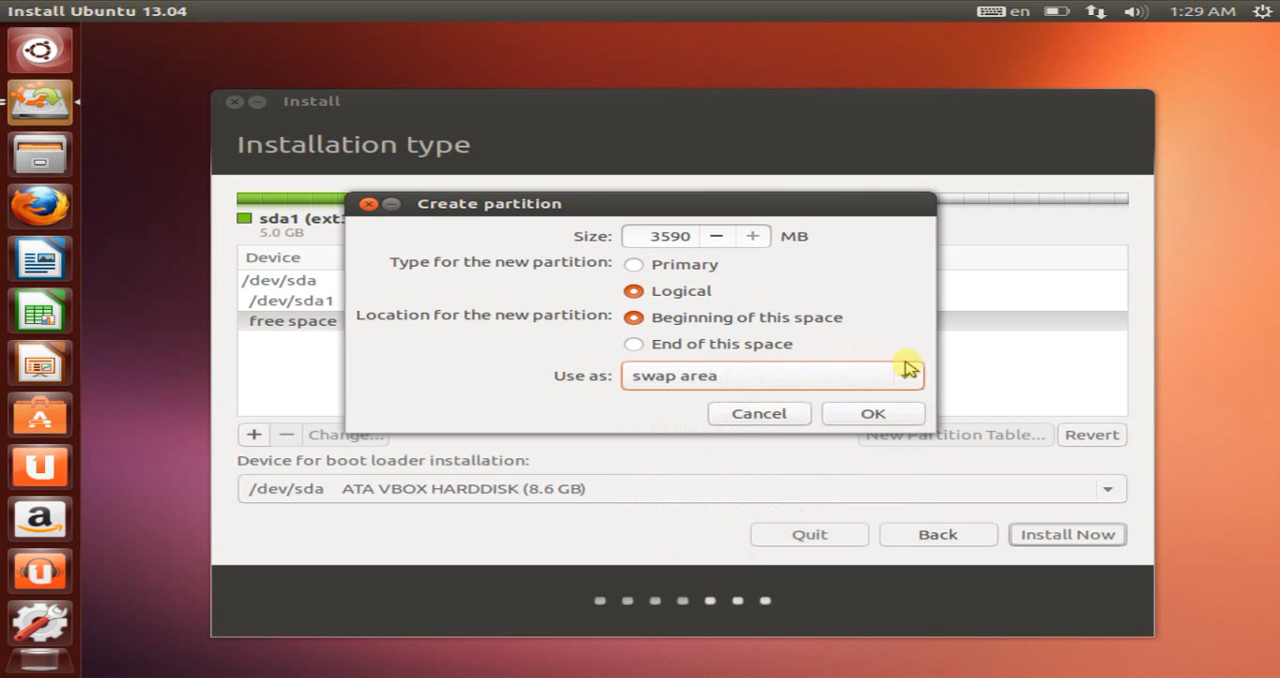 Install Ubuntu 13.04
en
1:29 AM
Install
Installation type
sda1 (ext
5.0 GB
Device
/dev/sda
/dev/sda1
free space
Create partition
Size: 3590 MB
Type for the new partition: Primary
Logical
Location for the new partition: Beginning of this space
End of this space
Use as: swap area
Cancel OK
+ − Change... New Partition Table... Revert
Device for boot loader installation:
/dev/sda ATA VBOX HARDDISK (8.6 GB)
Quit Back Install Now